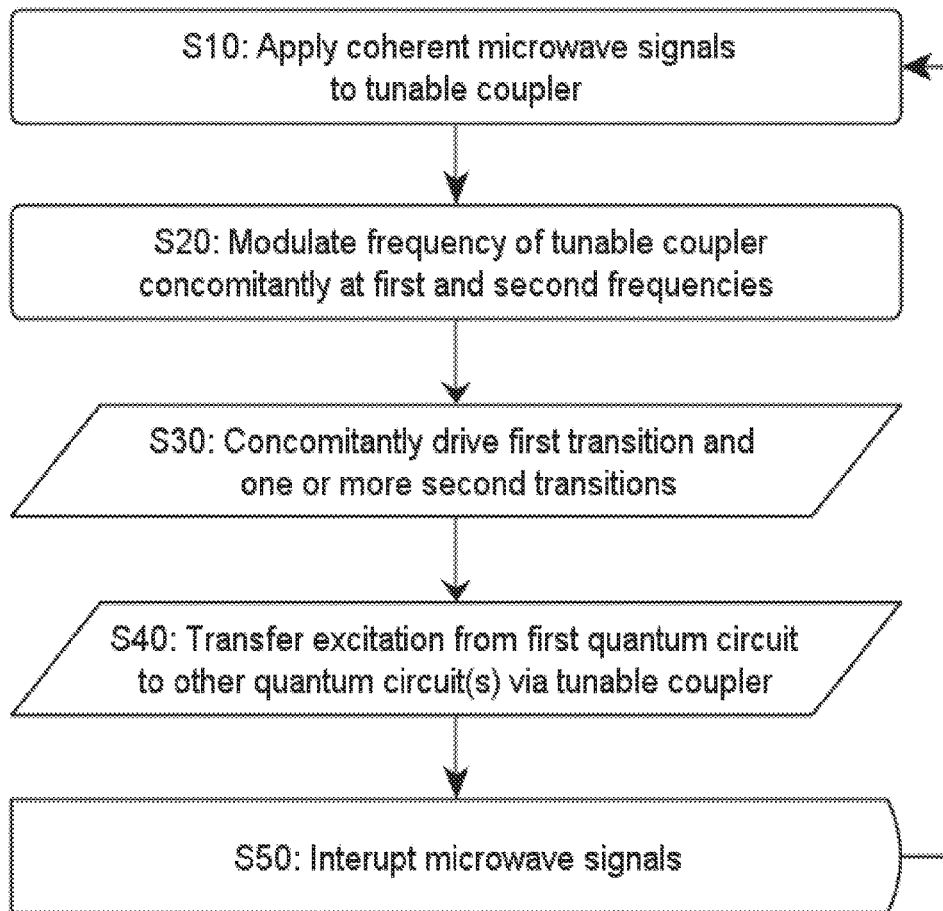 S10: Apply coherent microwave signals
to tunable coupler
S20: Modulate frequency of tunable coupler
concomitantly at first and second frequencies
S30: Concomitantly drive first transition and
one or more second transitions
S40: Transfer excitation from first quantum circuit
to other quantum circuit(s) via tunable coupler
S50: Interupt microwave signals